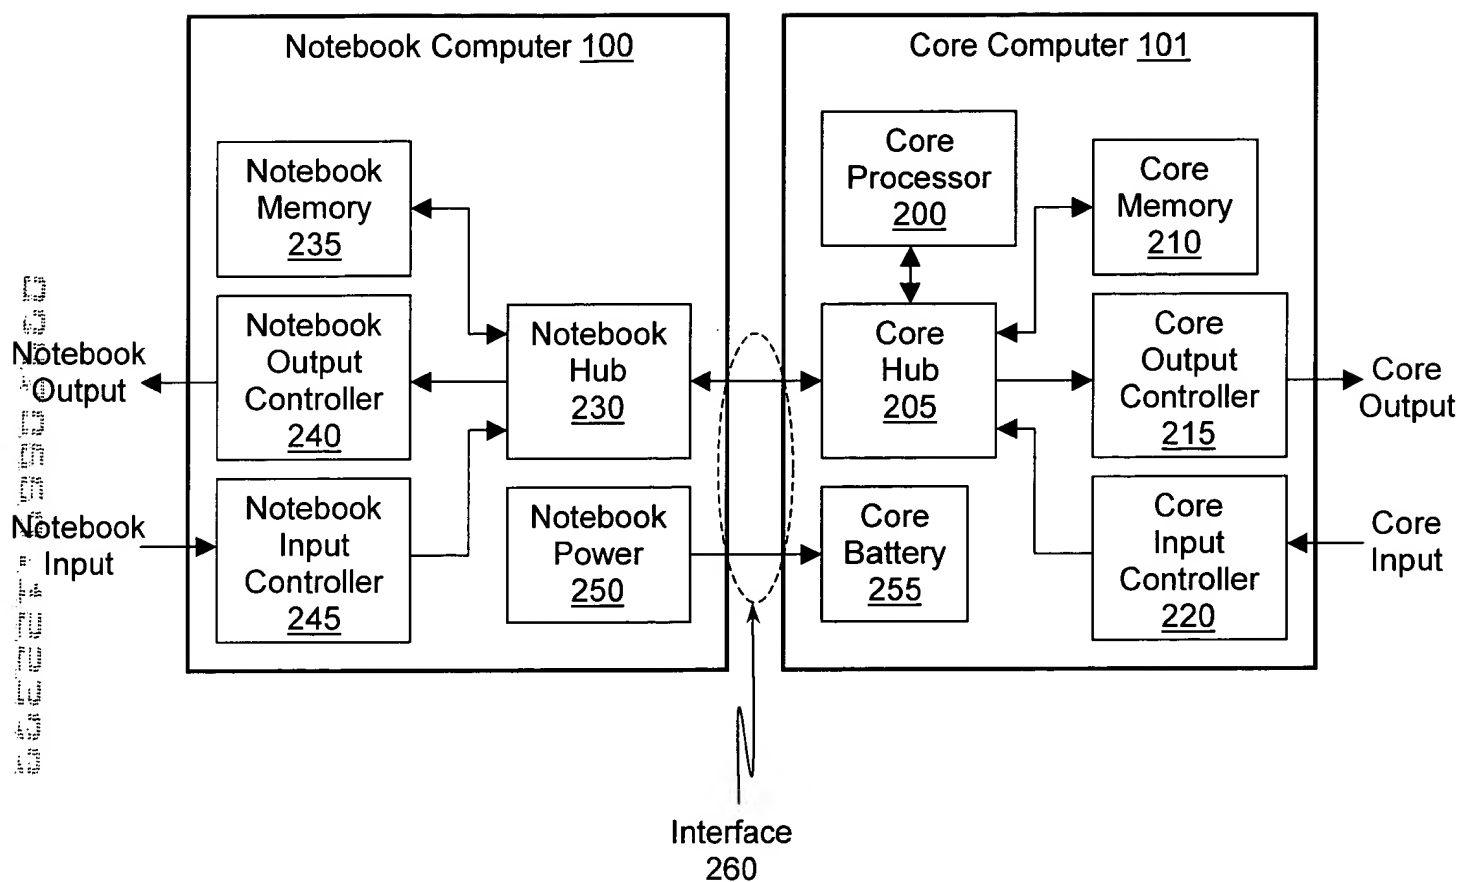 Notebook Computer 100
Notebook
Memory
235
Notebook
Output
Controller
240
Notebook
Input
Controller
245
Notebook
Hub
230
Notebook
Power
250
Notebook
Output
Notebook
Input
Core Computer 101
Core
Processor
200
Core
Memory
210
Core
Hub
205
Core
Output
Controller
215
Core
Battery
255
Core
Input
Controller
220
Core
Output
Core
Input
Interface
260